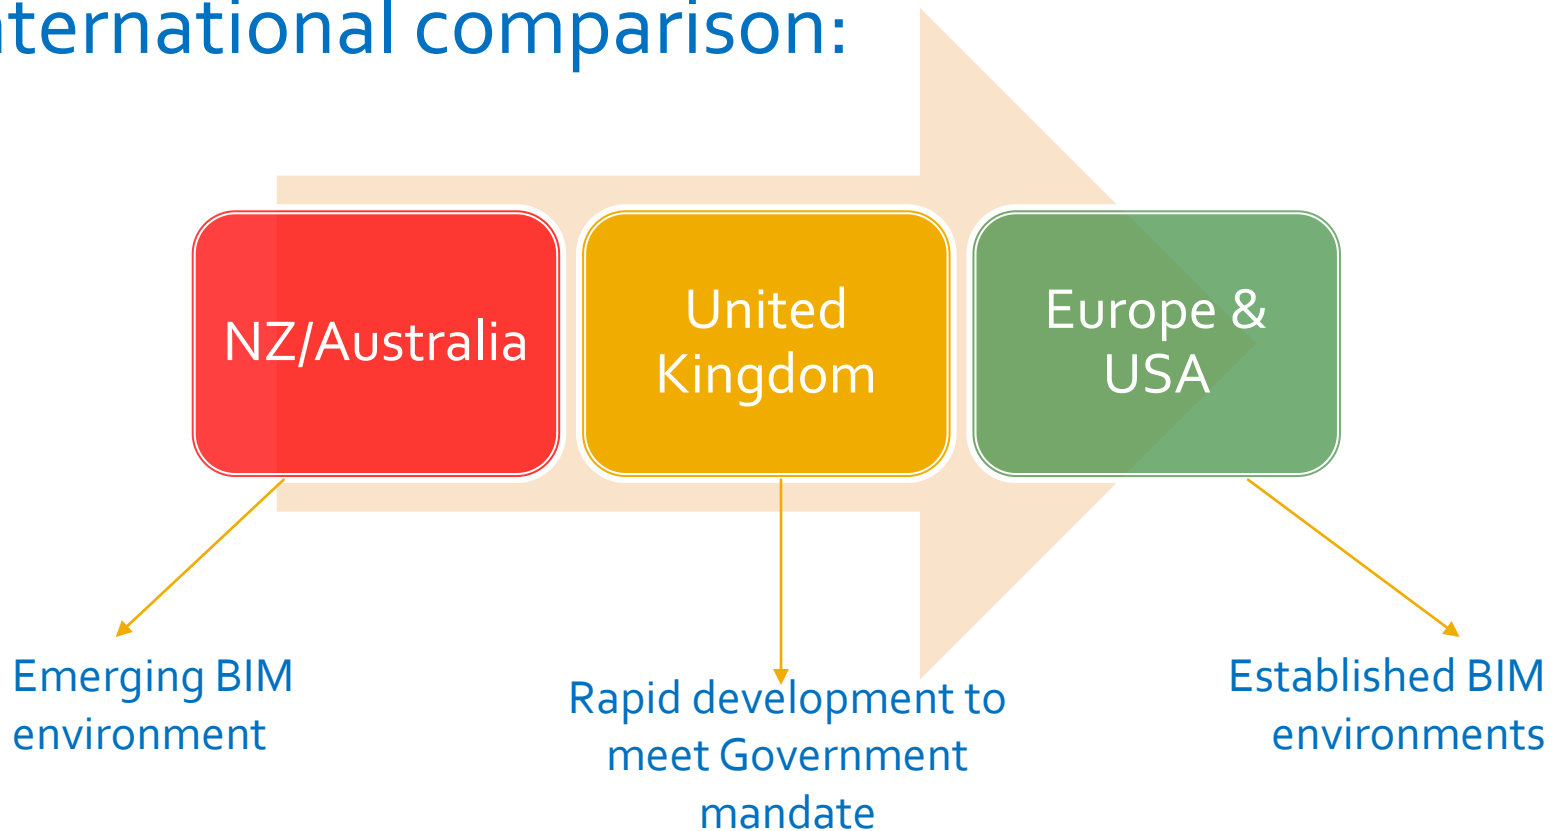 nternational comparison:
NZ/Australia
United
Kingdom
Europe &
USA
Emerging BIM
environment
Rapid development to
meet Government
mandate
Established BIM
environments